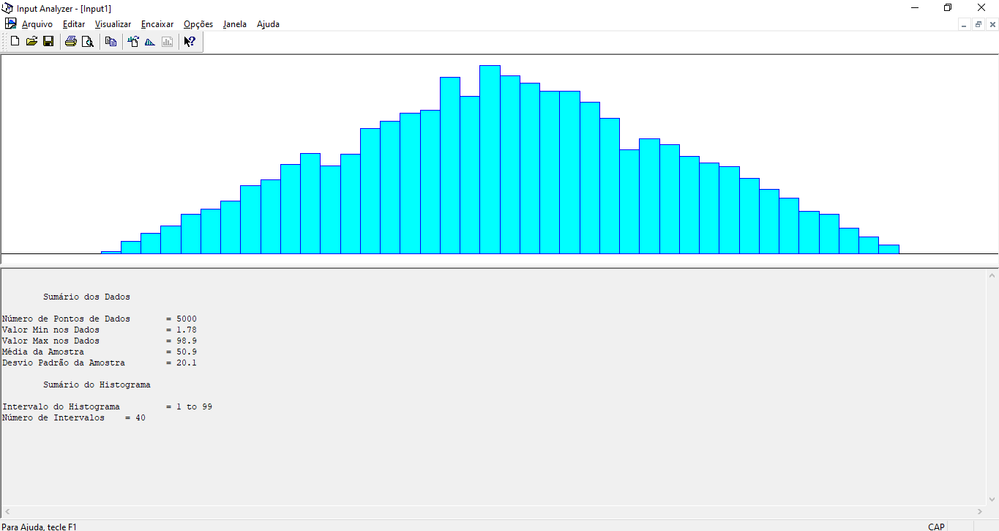 Input Analyzer - [Input1]
Arquivo Editar Visualizar Encaixar Opções Janela Ajuda
Sumário dos Dados
Número de Pontos de Dados = 5000
Valor Min nos Dados = 1.78
Valor Max nos Dados = 98.9
Média da Amostra = 50.9
Desvio Padrão da Amostra = 20.1
Sumário do Histograma
Intervalo do Histograma = 1 to 99
Número de Intervalos = 40
Para Ajuda, tecle F1 CAP